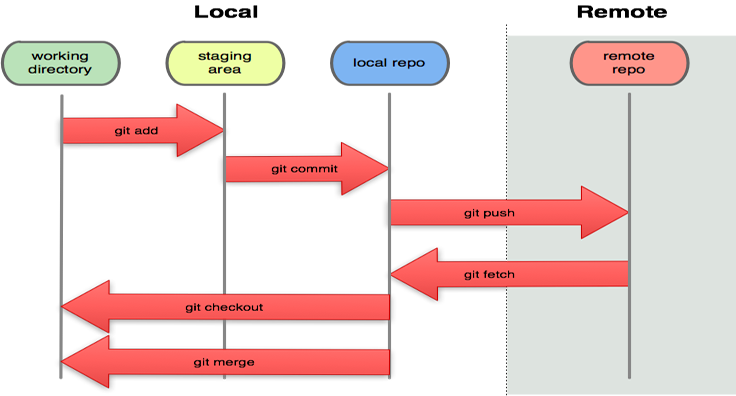 Local
Remote
working
directory
staging
area
local repo
remote
repo
git add
git commit
git push
git fetch
git checkout
git merge